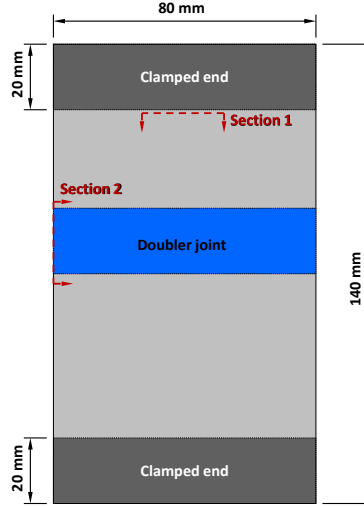 80 mm
20 mm
Clamped end
Section 1
Section 2
Doubler joint
140 mm
20 mm
Clamped end